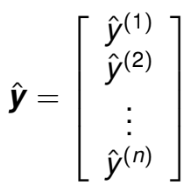 ŷ = [ ŷ⁽¹⁾
ŷ⁽²⁾
⋮
ŷ⁽ⁿ⁾ ]